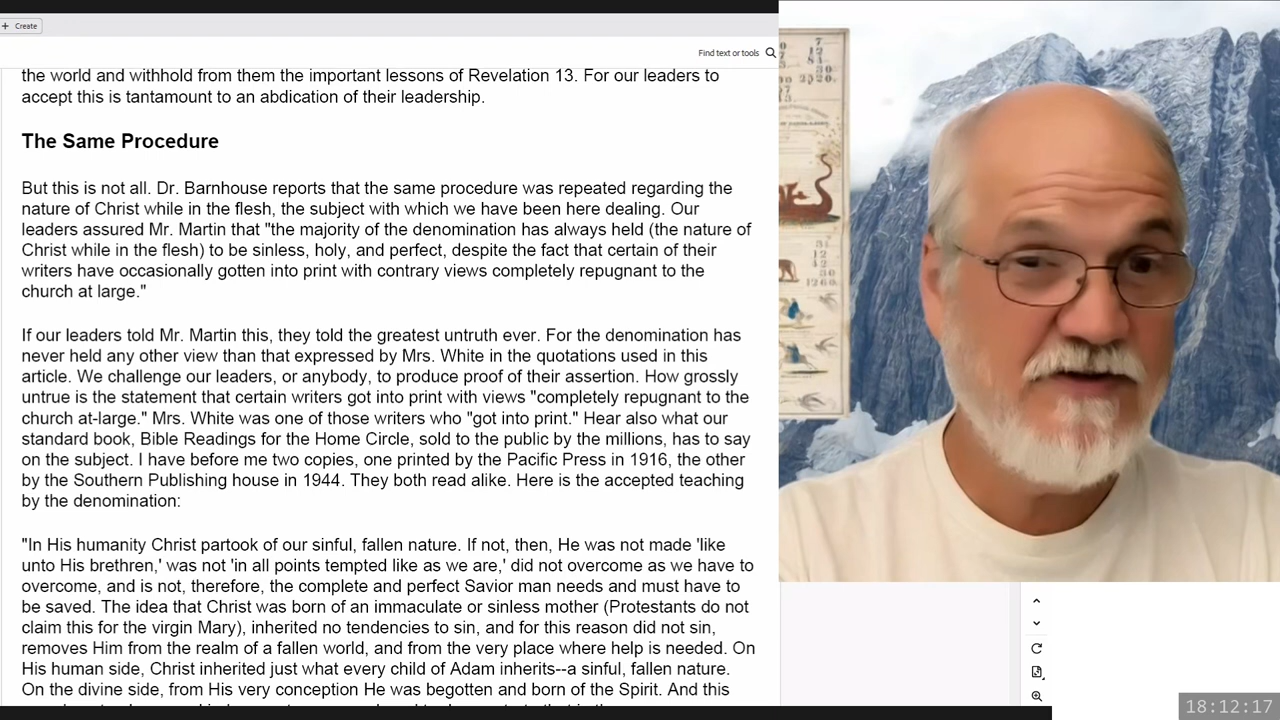 + Create
Find text or tools
the world and withhold from them the important lessons of Revelation 13. For our leaders to
accept this is tantamount to an abdication of their leadership.
The Same Procedure
But this is not all. Dr. Barnhouse reports that the same procedure was repeated regarding the
nature of Christ while in the flesh, the subject with which we have been here dealing. Our
leaders assured Mr. Martin that "the majority of the denomination has always held (the nature of
Christ while in the flesh) to be sinless, holy, and perfect, despite the fact that certain of their
writers have occasionally gotten into print with contrary views completely repugnant to the
church at large."
If our leaders told Mr. Martin this, they told the greatest untruth ever. For the denomination has
never held any other view than that expressed by Mrs. White in the quotations used in this
article. We challenge our leaders, or anybody, to produce proof of their assertion. How grossly
untrue is the statement that certain writers got into print with views "completely repugnant to the
church at-large." Mrs. White was one of those writers who "got into print." Hear also what our
standard book, Bible Readings for the Home Circle, sold to the public by the millions, has to say
on the subject. I have before me two copies, one printed by the Pacific Press in 1916, the other
by the Southern Publishing house in 1944. They both read alike. Here is the accepted teaching
by the denomination:
"In His humanity Christ partook of our sinful, fallen nature. If not, then, He was not made 'like
unto His brethren,' was not 'in all points tempted like as we are,' did not overcome as we have to
overcome, and is not, therefore, the complete and perfect Savior man needs and must have to
be saved. The idea that Christ was born of an immaculate or sinless mother (Protestants do not
claim this for the virgin Mary), inherited no tendencies to sin, and for this reason did not sin,
removes Him from the realm of a fallen world, and from the very place where help is needed. On
His human side, Christ inherited just what every child of Adam inherits--a sinful, fallen nature.
On the divine side, from His very conception He was begotten and born of the Spirit. And this
18:12:17